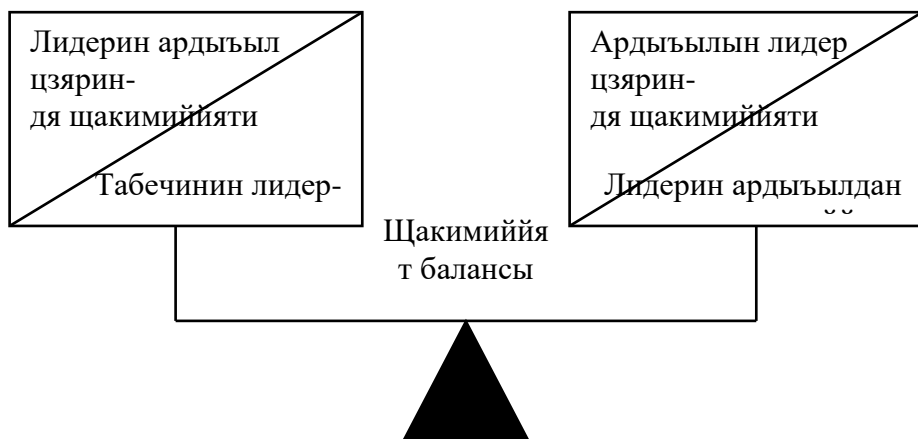 Лидерин ардыъыл
цзярин-
дя щакимиййяти
Табечинин лидер-
Ардыъылын лидер
цзярин-
дя щакимиййяти
Лидерин ардыъылдан
Щакимиййя
т балансы